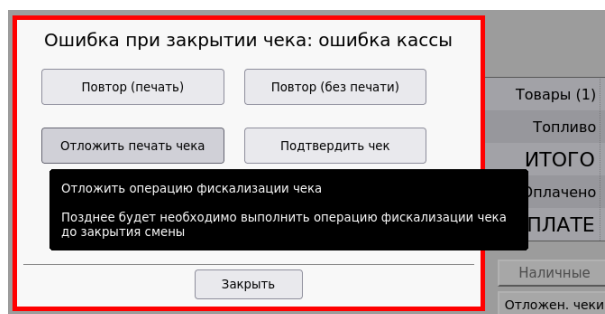 Ошибка при закрытии чека: ошибка кассы
Повтор (печать)
Повтор (без печати)
Отложить печать чека
Подтвердить чек
Отложить операцию фискализации чека
Позднее будет необходимо выполнить операцию фискализации чека
до закрытия смены
Закрыть
Товары (1)
Топливо
ИТОГО
Оплачено
ПЛАТЕ
Наличные
Отложен. чеки